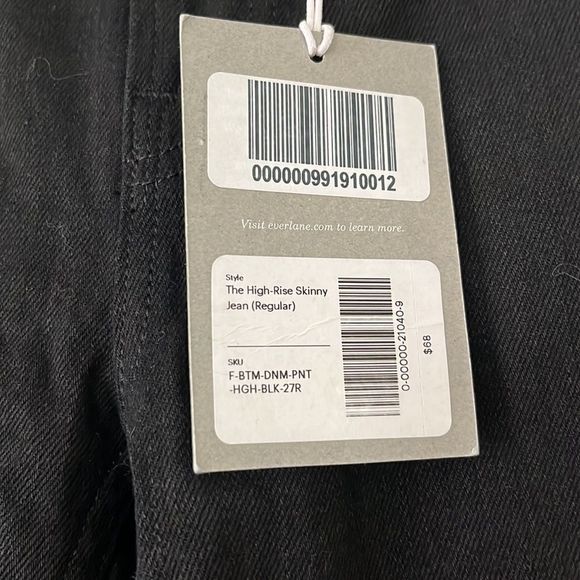 000000991910012
Visit everlane.com to learn more.
Style
The High-Rise Skinny
Jean (Regular)
SKU
F-BTM-DNM-PNT
-HGH-BLK-27R
0-00000-21040-9
$68